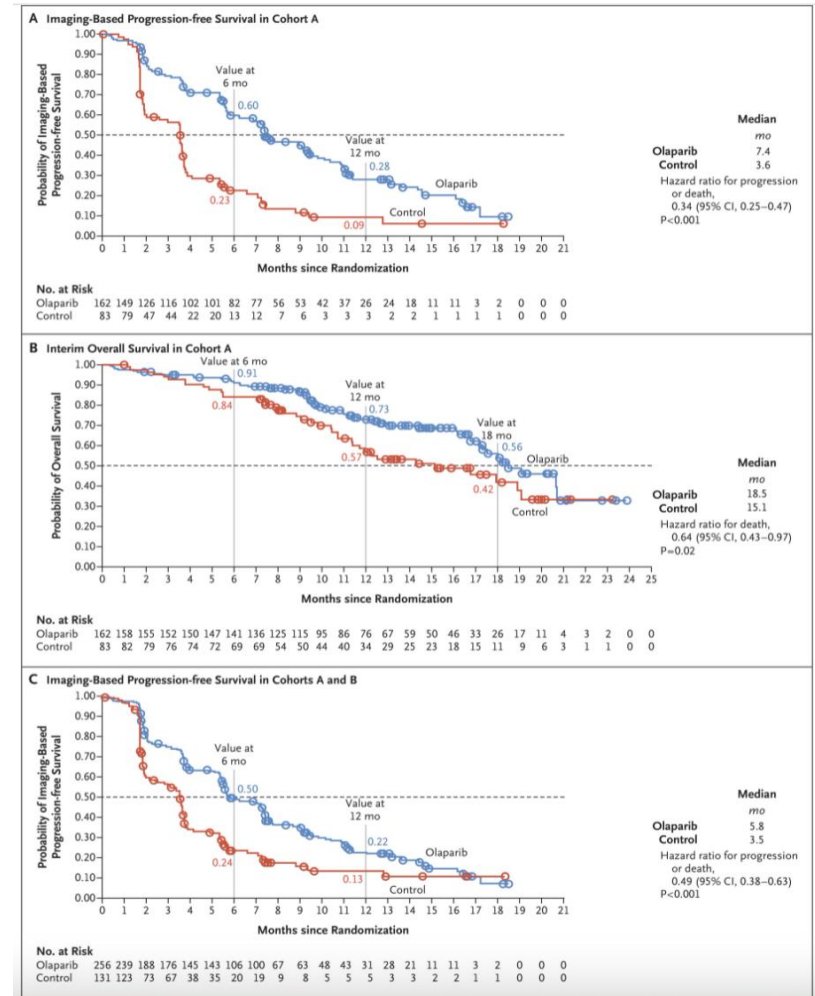 A Imaging-Based Progression-free Survival in Cohort A
Probability of Imaging-Based
Progression-free Survival
1.00
0.90
0.80
0.70
0.60
0.50
0.40
0.30
0.20
0.10
0.00
Value at
6 mo
0.60
0.23
Value at
12 mo
0.28
0.09
Olaparib
Control
0 1 2 3 4 5 6 7 8 9 10 11 12 13 14 15 16 17 18 19 20 21
Months since Randomization
Median
mo
Olaparib 7.4
Control 3.6
Hazard ratio for progression
or death,
0.34 (95% CI, 0.25–0.47)
P<0.001
No. at Risk
Olaparib 162 149 126 116 102 101 82 77 56 53 42 37 26 24 18 11 11 3 2 0 0 0
Control 83 79 47 44 22 20 13 12 7 6 3 3 3 2 2 1 1 1 1 0 0 0
B Interim Overall Survival in Cohort A
Probability of Overall Survival
1.00
0.90
0.80
0.70
0.60
0.50
0.40
0.30
0.20
0.10
0.00
Value at 6 mo
0.91
0.84
Value at
12 mo
0.73
0.57
Value at
18 mo
0.56
0.42
Olaparib
Control
0 1 2 3 4 5 6 7 8 9 10 11 12 13 14 15 16 17 18 19 20 21 22 23 24 25
Months since Randomization
Median
mo
Olaparib 18.5
Control 15.1
Hazard ratio for death,
0.64 (95% CI, 0.43–0.97)
P=0.02
No. at Risk
Olaparib 162 158 155 152 150 147 141 136 125 115 95 86 76 67 59 50 46 33 26 17 11 4 3 2 0 0
Control 83 82 79 76 74 72 69 69 54 50 44 40 34 29 25 23 18 15 11 9 6 3 1 1 0 0
C Imaging-Based Progression-free Survival in Cohorts A and B
Probability of Imaging-Based
Progression-free Survival
1.00
0.90
0.80
0.70
0.60
0.50
0.40
0.30
0.20
0.10
0.00
Value at
6 mo
0.50
0.24
Value at
12 mo
0.22
0.13
Olaparib
Control
0 1 2 3 4 5 6 7 8 9 10 11 12 13 14 15 16 17 18 19 20 21
Months since Randomization
Median
mo
Olaparib 5.8
Control 3.5
Hazard ratio for progression
or death,
0.49 (95% CI, 0.38–0.63)
P<0.001
No. at Risk
Olaparib 256 239 188 176 145 143 106 100 67 63 48 43 31 28 21 11 11 3 2 0 0 0
Control 131 123 73 67 38 35 20 19 9 8 5 5 5 3 3 2 2 1 1 0 0 0